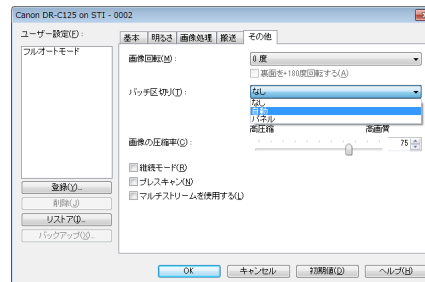 Canon DR-C125 on STI - 0002
ユーザー設定(F):
フルオートモード
登録(Y)...
削除(J)
リストア(Q)...
バックアップ(X)...
基本 明るさ 画像処理 搬送 その他
画像回転(M): 0 度
裏面を+180度回転する(A)
バッチ区切り(T): なし
なし
自動
パネル
高圧縮 高画質
画像の圧縮率(C): 75
継続モード(R)
プレスキャン(N)
マルチストリームを使用する(L)
OK キャンセル 初期値(D) ヘルプ(H)